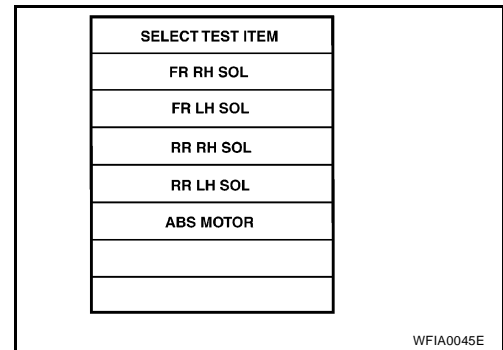 SELECT TEST ITEM
FR RH SOL
FR LH SOL
RR RH SOL
RR LH SOL
ABS MOTOR
WFIA0045E